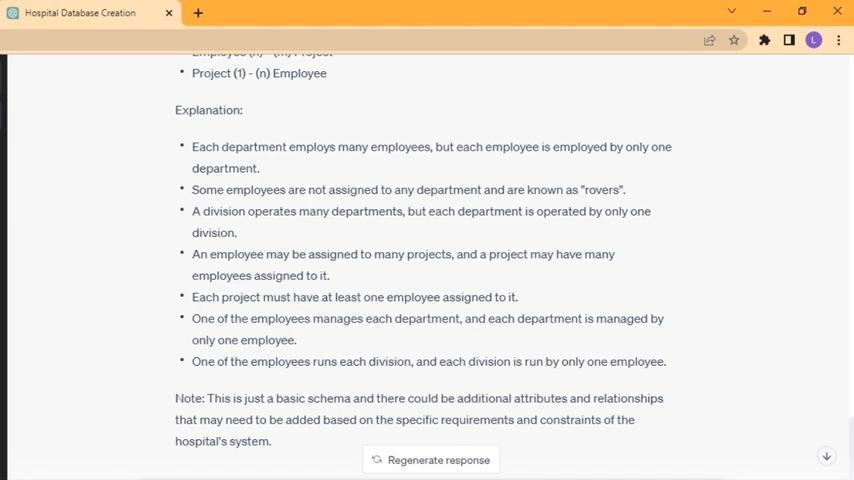 Hospital Database Creation
L
Employee (n) - (m) Project
• Project (1) - (n) Employee
Explanation:
• Each department employs many employees, but each employee is employed by only one
department.
• Some employees are not assigned to any department and are known as "rovers".
• A division operates many departments, but each department is operated by only one
division.
• An employee may be assigned to many projects, and a project may have many
employees assigned to it.
• Each project must have at least one employee assigned to it.
• One of the employees manages each department, and each department is managed by
only one employee.
• One of the employees runs each division, and each division is run by only one employee.
Note: This is just a basic schema and there could be additional attributes and relationships
that may need to be added based on the specific requirements and constraints of the
hospital's system.
Regenerate response